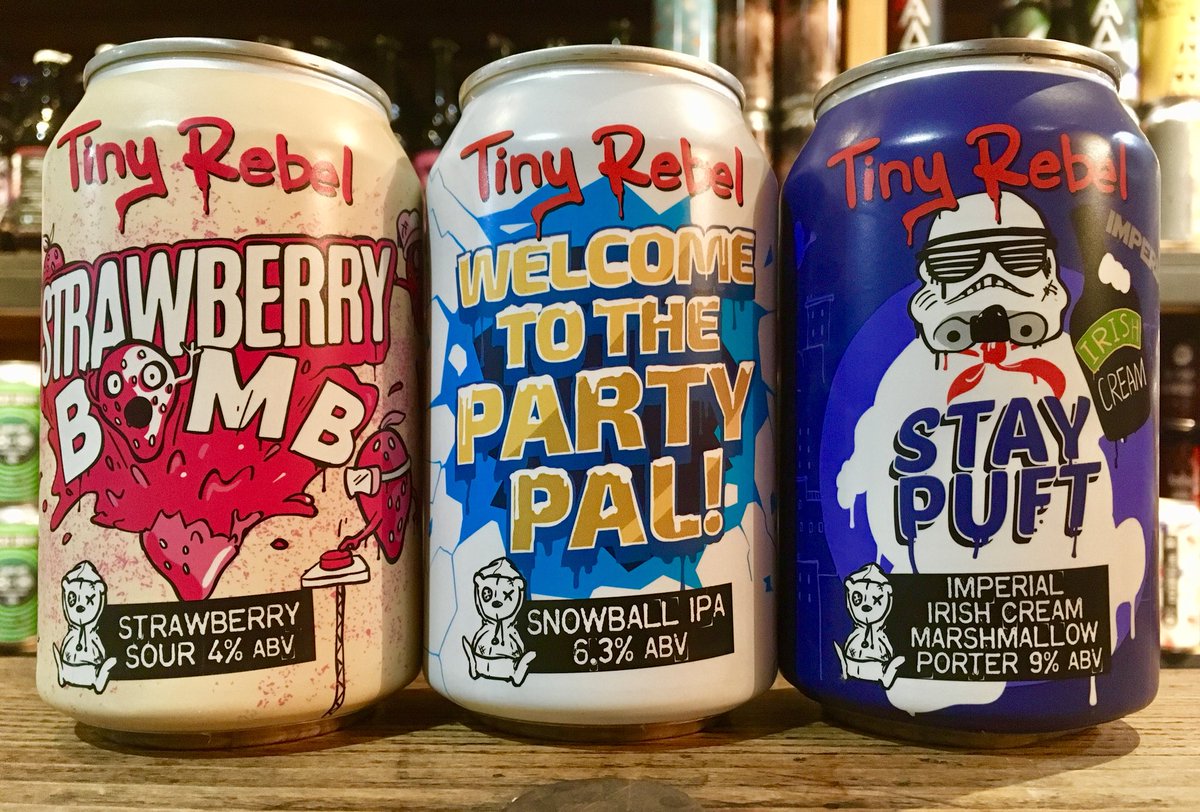 Tiny Rebel
STRAWBERRY
BOMB
STRAWBERRY
SOUR 4% ABV
Tiny Rebel
WELCOME
TO THE
PARTY
PAL!
SNOWBALL IPA
6.3% ABV
Tiny Rebel
IMPER
IRISH
CREAM
STAY
PUFT
IMPERIAL
IRISH CREAM
MARSHMALLOW
PORTER 9% ABV